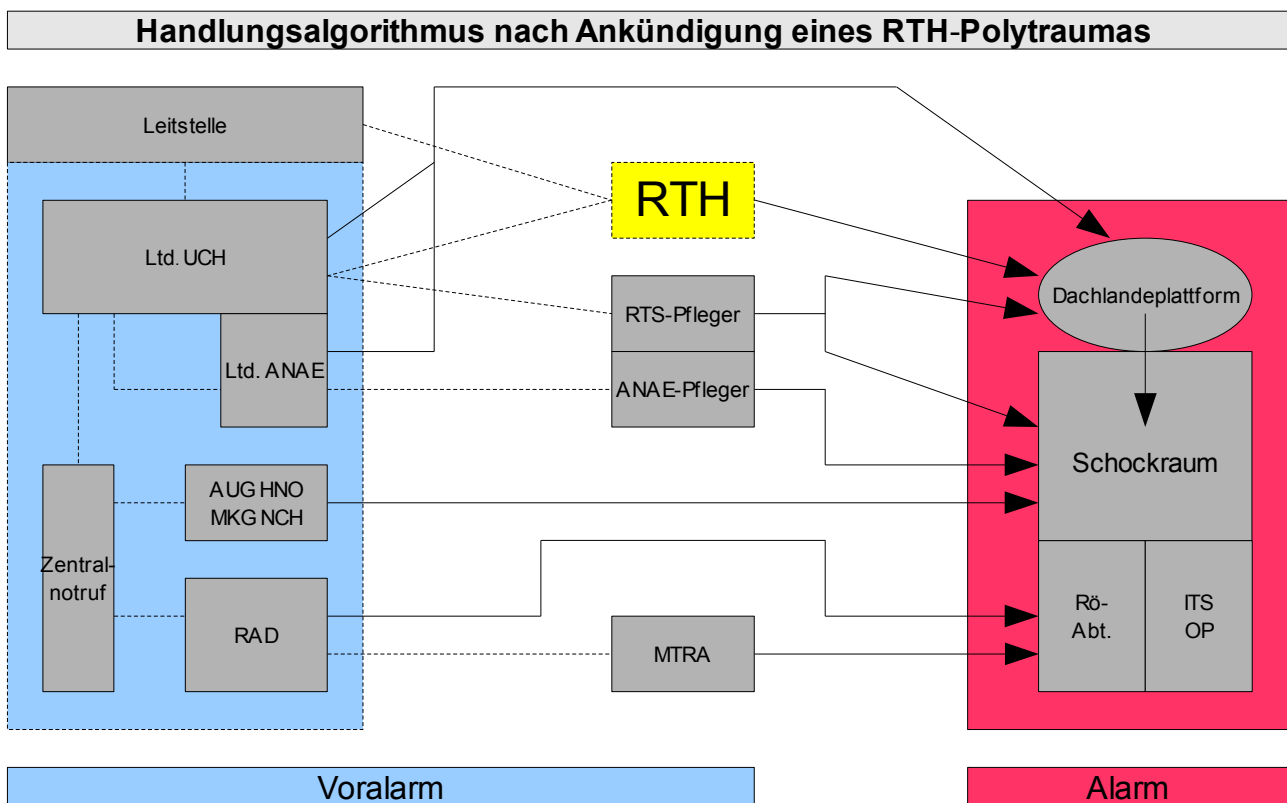 Handlungsalgorithmus nach Ankündigung eines RTH-Polytraumas
Leitstelle
RTH
Ltd. UCH
Dachlandeplattform
RTS-Pfleger
Ltd. ANAE
ANAE-Pfleger
Schockraum
AUG HNO
MKG NCH
Zentral-
notruf
RAD
MTRA
Rö-
Abt.
ITS
OP
Voralarm
Alarm